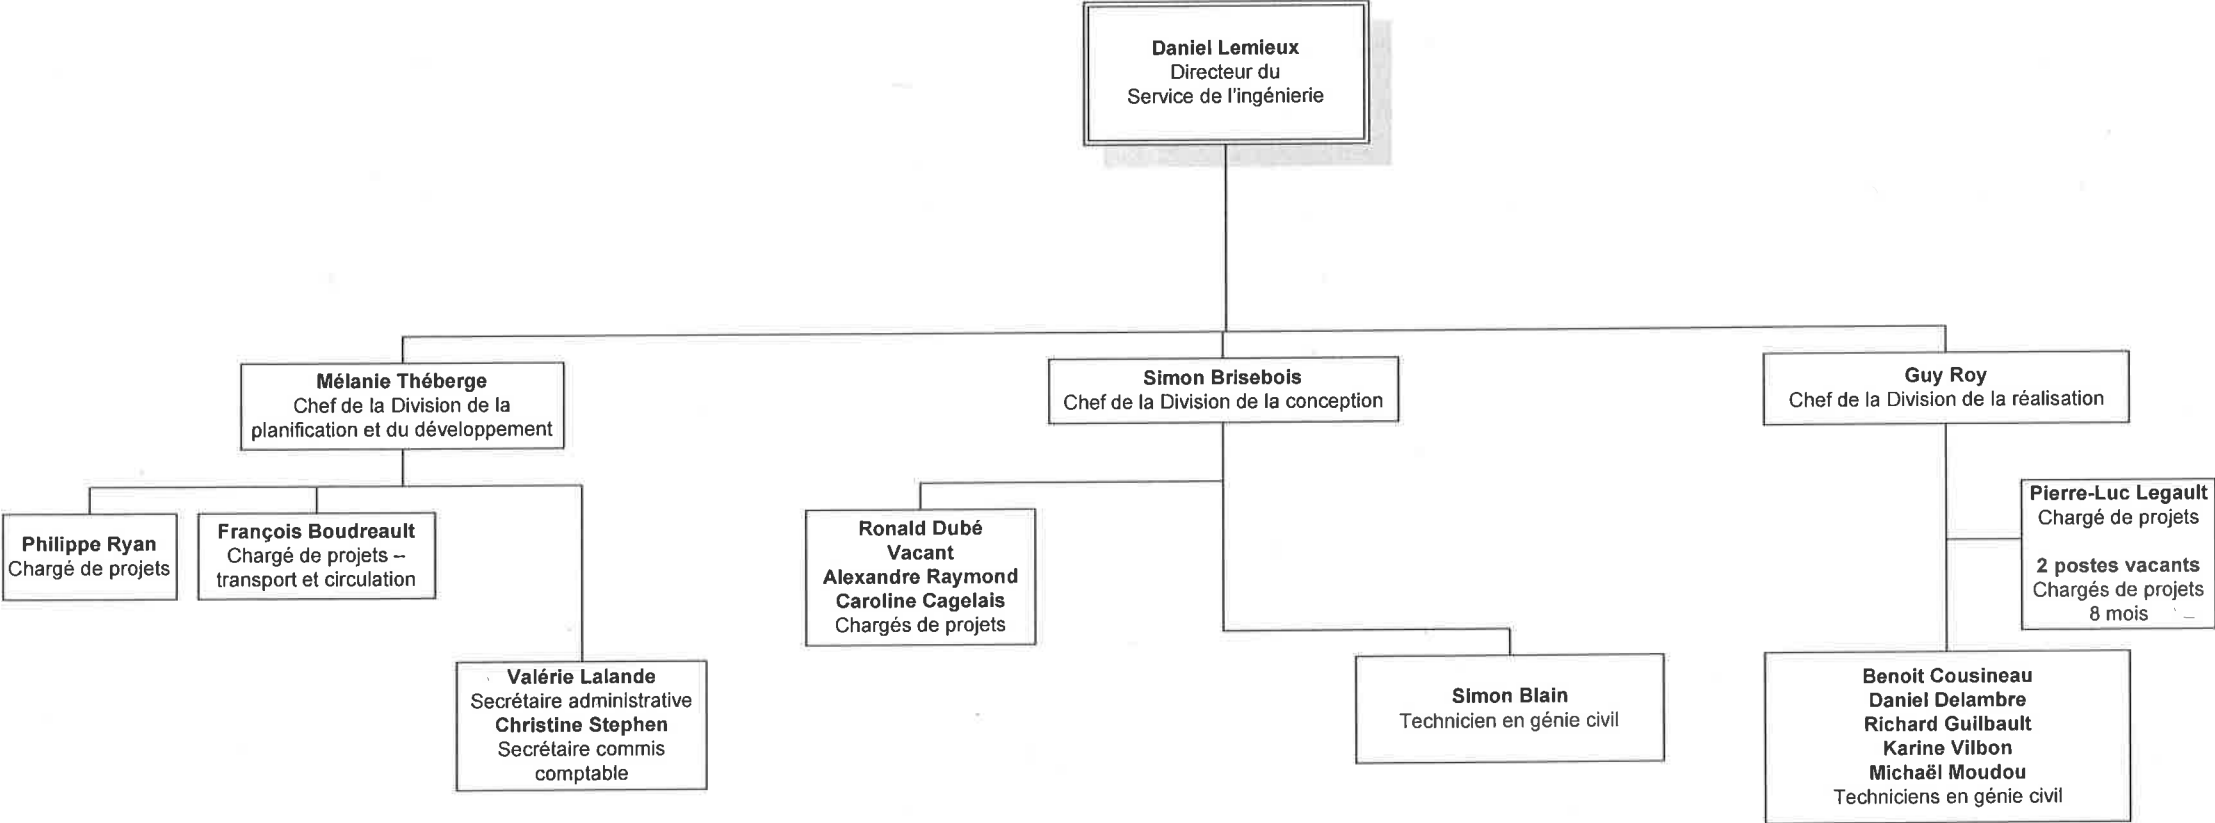 Daniel Lemieux
Directeur du
Service de l'ingénierie
Mélanie Théberge
Chef de la Division de la
planification et du développement
Simon Brisebois
Chef de la Division de la conception
Guy Roy
Chef de la Division de la réalisation
Philippe Ryan
Chargé de projets
François Boudreault
Chargé de projets –
transport et circulation
Valérie Lalande
Secrétaire administrative
Christine Stephen
Secrétaire commis
comptable
Ronald Dubé
Vacant
Alexandre Raymond
Caroline Cagelais
Chargés de projets
Simon Blain
Technicien en génie civil
Pierre-Luc Legault
Chargé de projets
2 postes vacants
Chargés de projets
8 mois
Benoit Cousineau
Daniel Delambre
Richard Guilbault
Karine Vilbon
Michaël Moudou
Techniciens en génie civil